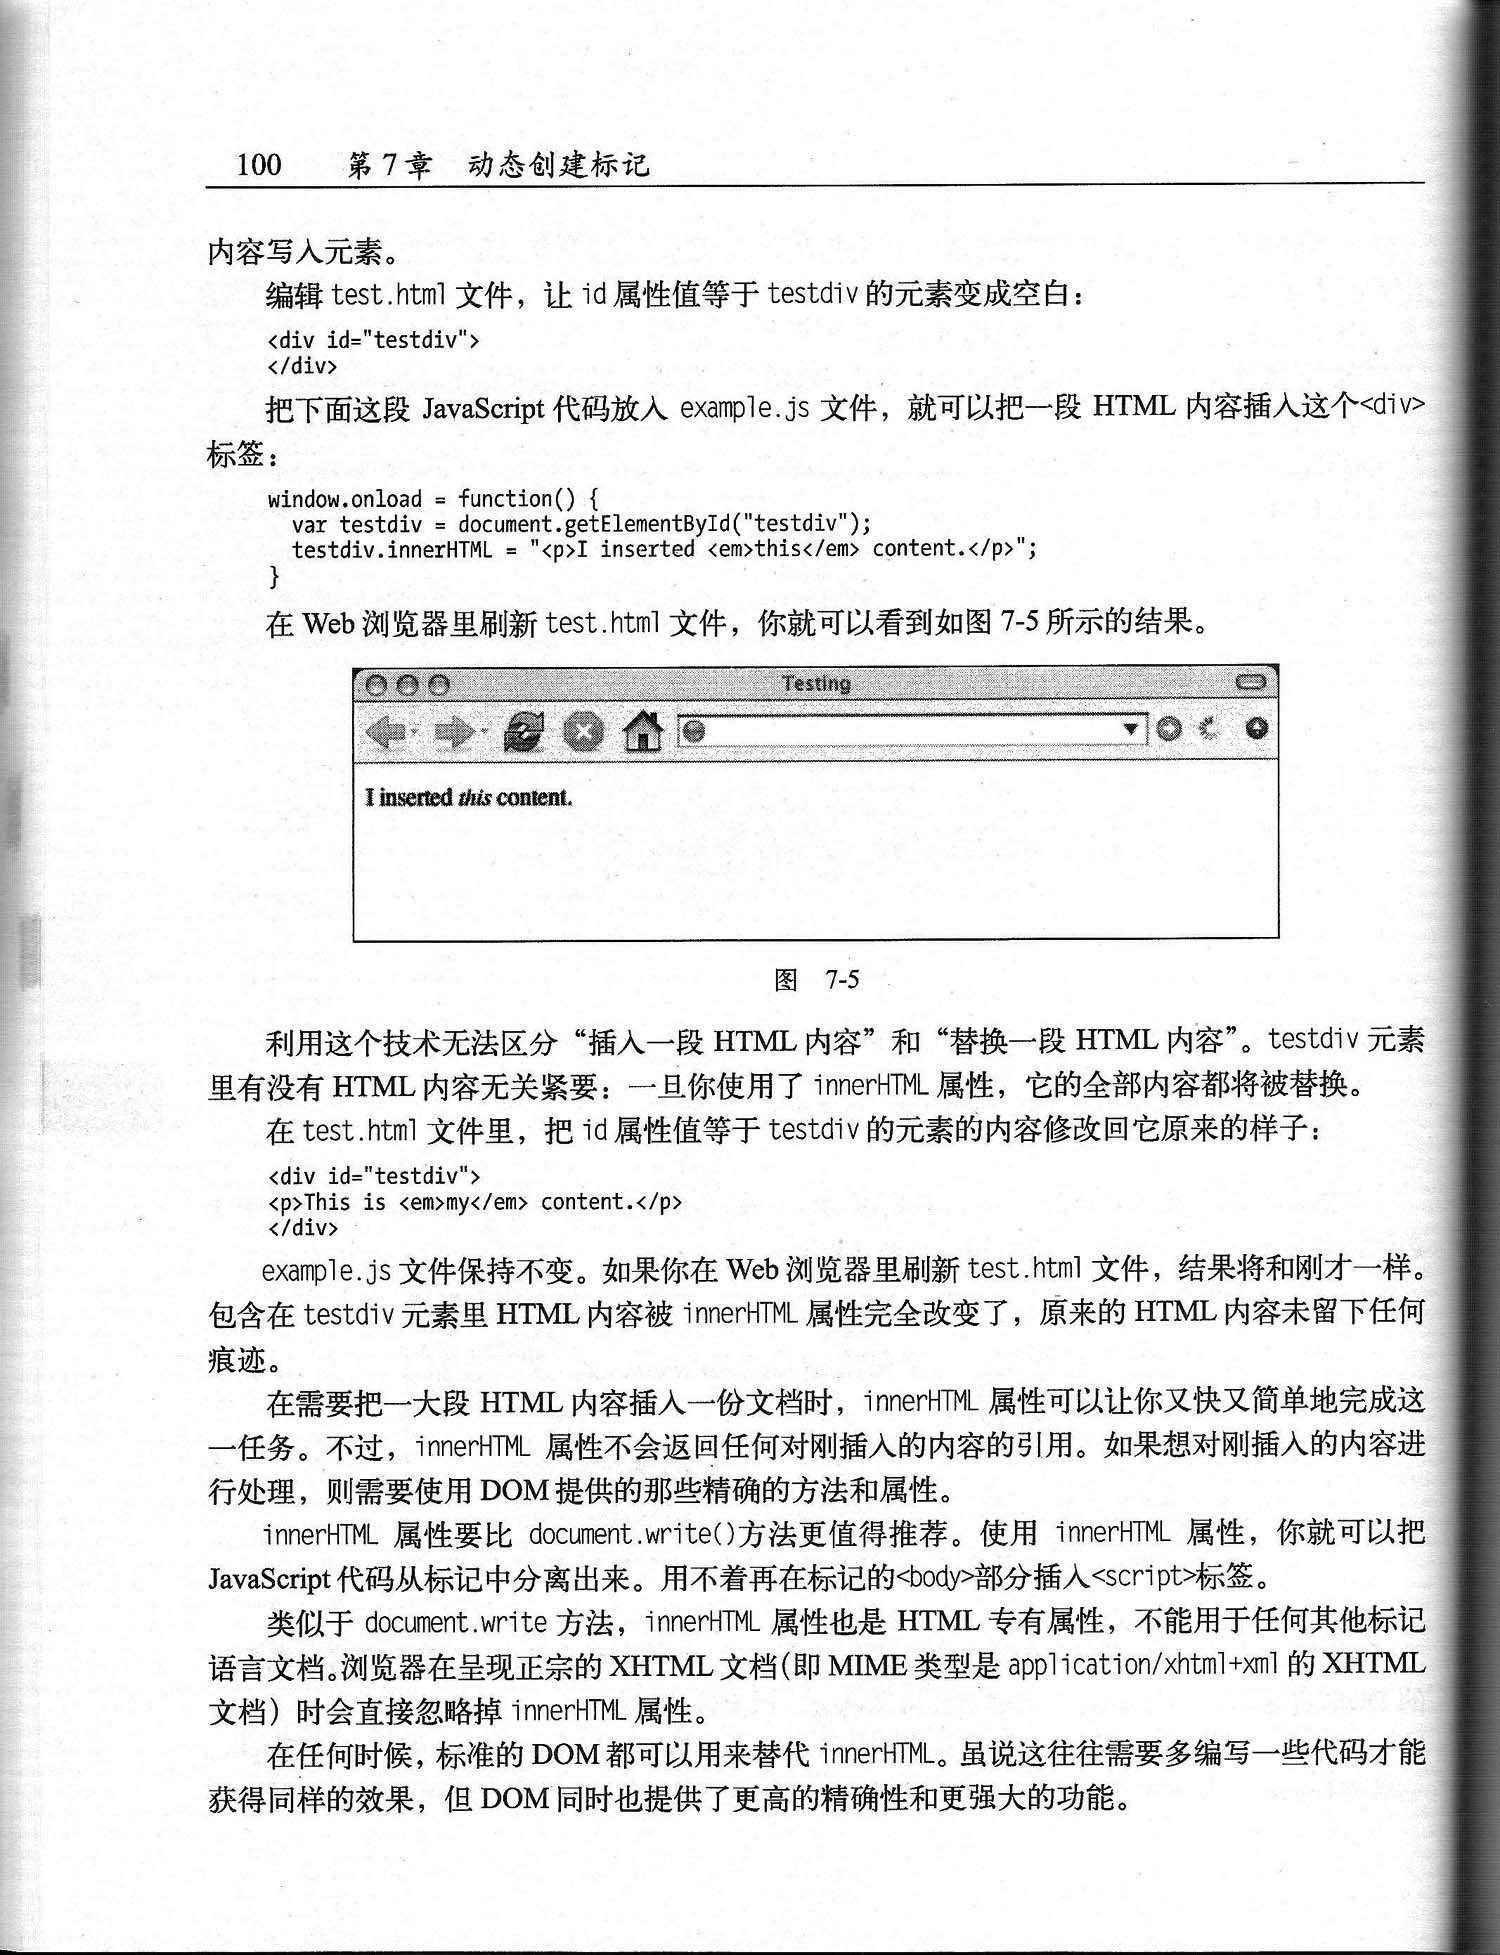 100 第 7 章 动态创建标记
内容写入元素。
编辑 test.html 文件，让 id 属性值等于 testdiv 的元素变成空白：
<div id="testdiv">
</div>
把下面这段 JavaScript 代码放入 example.js 文件，就可以把一段 HTML 内容插入这个<div>
标签：
window.onload = function() {
  var testdiv = document.getElementById("testdiv");
  testdiv.innerHTML = "<p>I inserted <em>this</em> content.</p>";
}
在 Web 浏览器里刷新 test.html 文件，你就可以看到如图 7-5 所示的结果。
Testing
I inserted this content.
图 7-5
利用这个技术无法区分“插入一段 HTML 内容”和“替换一段 HTML 内容”。testdiv 元素
里有没有 HTML 内容无关紧要：一旦你使用了 innerHTML 属性，它的全部内容都将被替换。
在 test.html 文件里，把 id 属性值等于 testdiv 的元素的内容修改回它原来的样子：
<div id="testdiv">
<p>This is <em>my</em> content.</p>
</div>
example.js 文件保持不变。如果你在 Web 浏览器里刷新 test.html 文件，结果将和刚才一样。
包含在 testdiv 元素里 HTML 内容被 innerHTML 属性完全改变了，原来的 HTML 内容未留下任何
痕迹。
在需要把一大段 HTML 内容插入一份文档时，innerHTML 属性可以让你又快又简单地完成这
一任务。不过，innerHTML 属性不会返回任何对刚插入的内容的引用。如果想对刚插入的内容进
行处理，则需要使用 DOM 提供的那些精确的方法和属性。
innerHTML 属性要比 document.write()方法更值得推荐。使用 innerHTML 属性，你就可以把
JavaScript 代码从标记中分离出来。用不着再在标记的<body>部分插入<script>标签。
类似于 document.write 方法，innerHTML 属性也是 HTML 专有属性，不能用于任何其他标记
语言文档。浏览器在呈现正宗的 XHTML 文档（即 MIME 类型是 application/xhtml+xml 的 XHTML
文档）时会直接忽略掉 innerHTML 属性。
在任何时候，标准的 DOM 都可以用来替代 innerHTML。虽说这往往需要多编写一些代码才能
获得同样的效果，但 DOM 同时也提供了更高的精确性和更强大的功能。